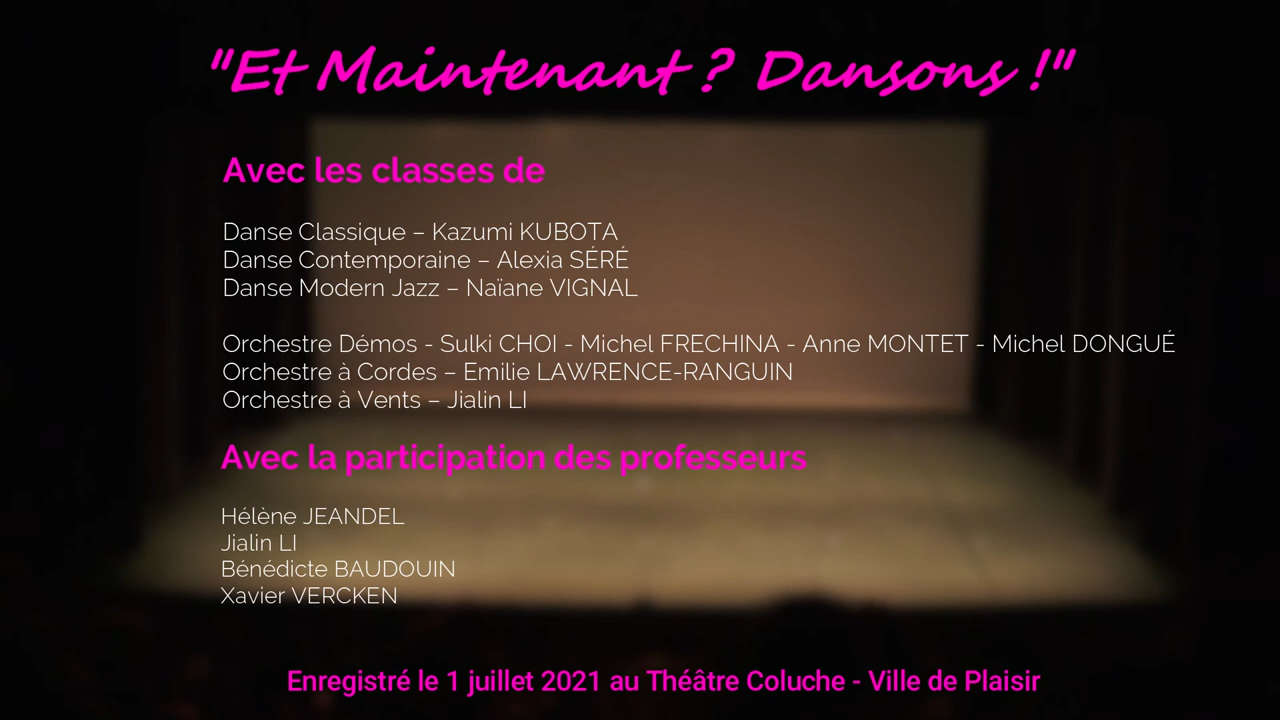 "Et Maintenant ? Dansons !"
Avec les classes de
Danse Classique – Kazumi KUBOTA
Danse Contemporaine – Alexia SÉRÉ
Danse Modern Jazz – Naïane VIGNAL
Orchestre Démos - Sulki CHOI - Michel FRECHINA - Anne MONTET - Michel DONGUÉ
Orchestre à Cordes – Emilie LAWRENCE-RANGUIN
Orchestre à Vents – Jialin LI
Avec la participation des professeurs
Hélène JEANDEL
Jialin LI
Bénédicte BAUDOUIN
Xavier VERCKEN
Enregistré le 1 juillet 2021 au Théâtre Coluche - Ville de Plaisir